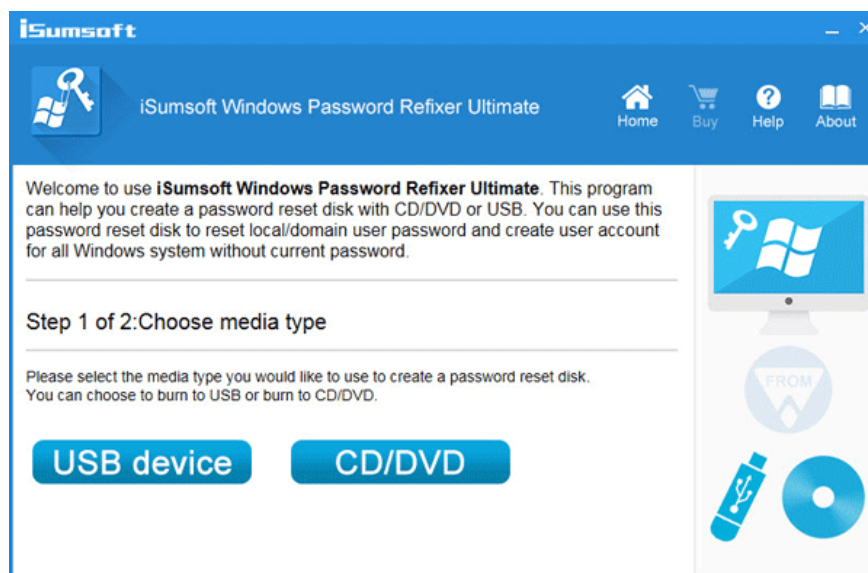 iSumsoft
iSumsoft Windows Password Refixer Ultimate
Home
Buy
Help
About
Welcome to use iSumsoft Windows Password Refixer Ultimate. This program
can help you create a password reset disk with CD/DVD or USB. You can use this
password reset disk to reset local/domain user password and create user account
for all Windows system without current password.
Step 1 of 2:Choose media type
Please select the media type you would like to use to create a password reset disk.
You can choose to burn to USB or burn to CD/DVD.
USB device
CD/DVD
FROM